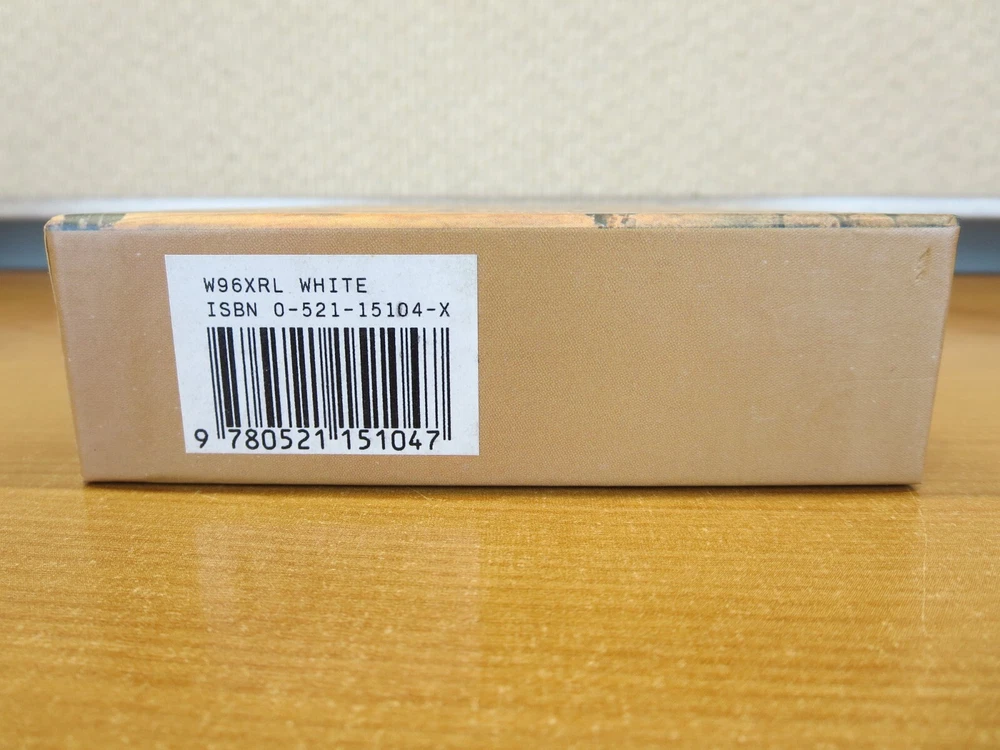 W96XRL WHITE
ISBN 0-521-15104-X
9 780521 151047